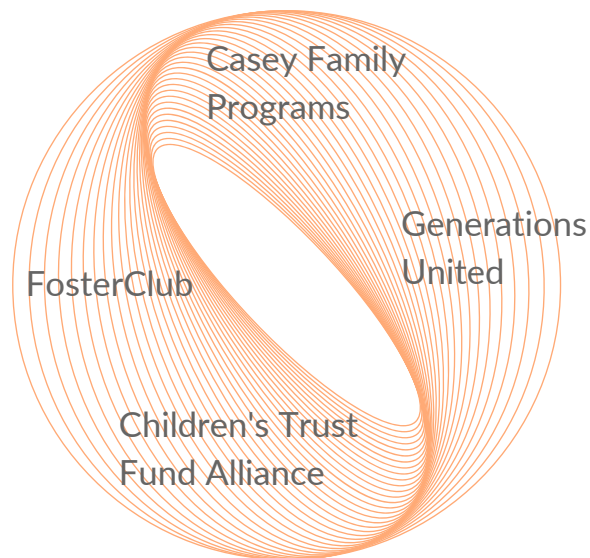 Casey Family
Programs
Generations
United
FosterClub
Children's Trust
Fund Alliance